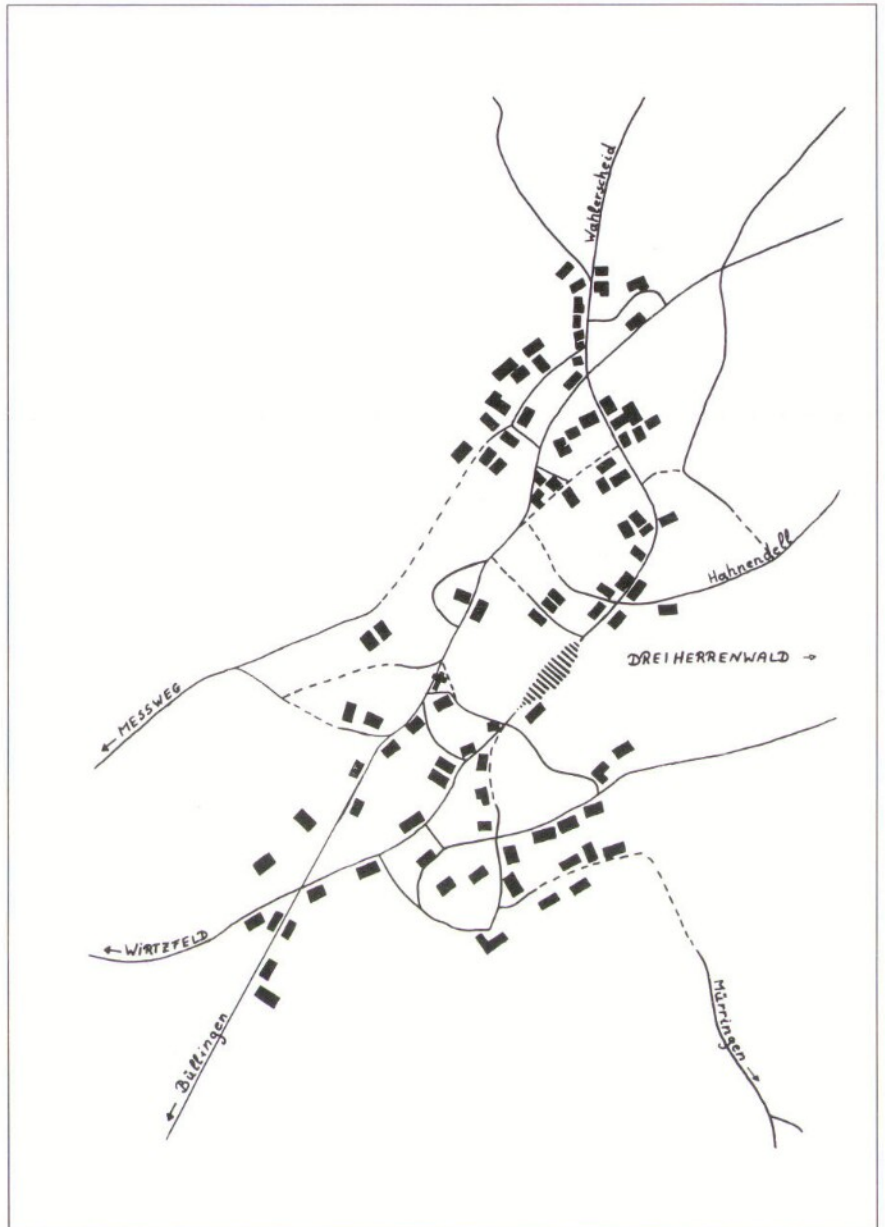 Wahlerscheid
Hahnendell
DREIHERRENWALD →
← MESSWEG
← WIRTZFELD
← Büllingen
Mürringen →